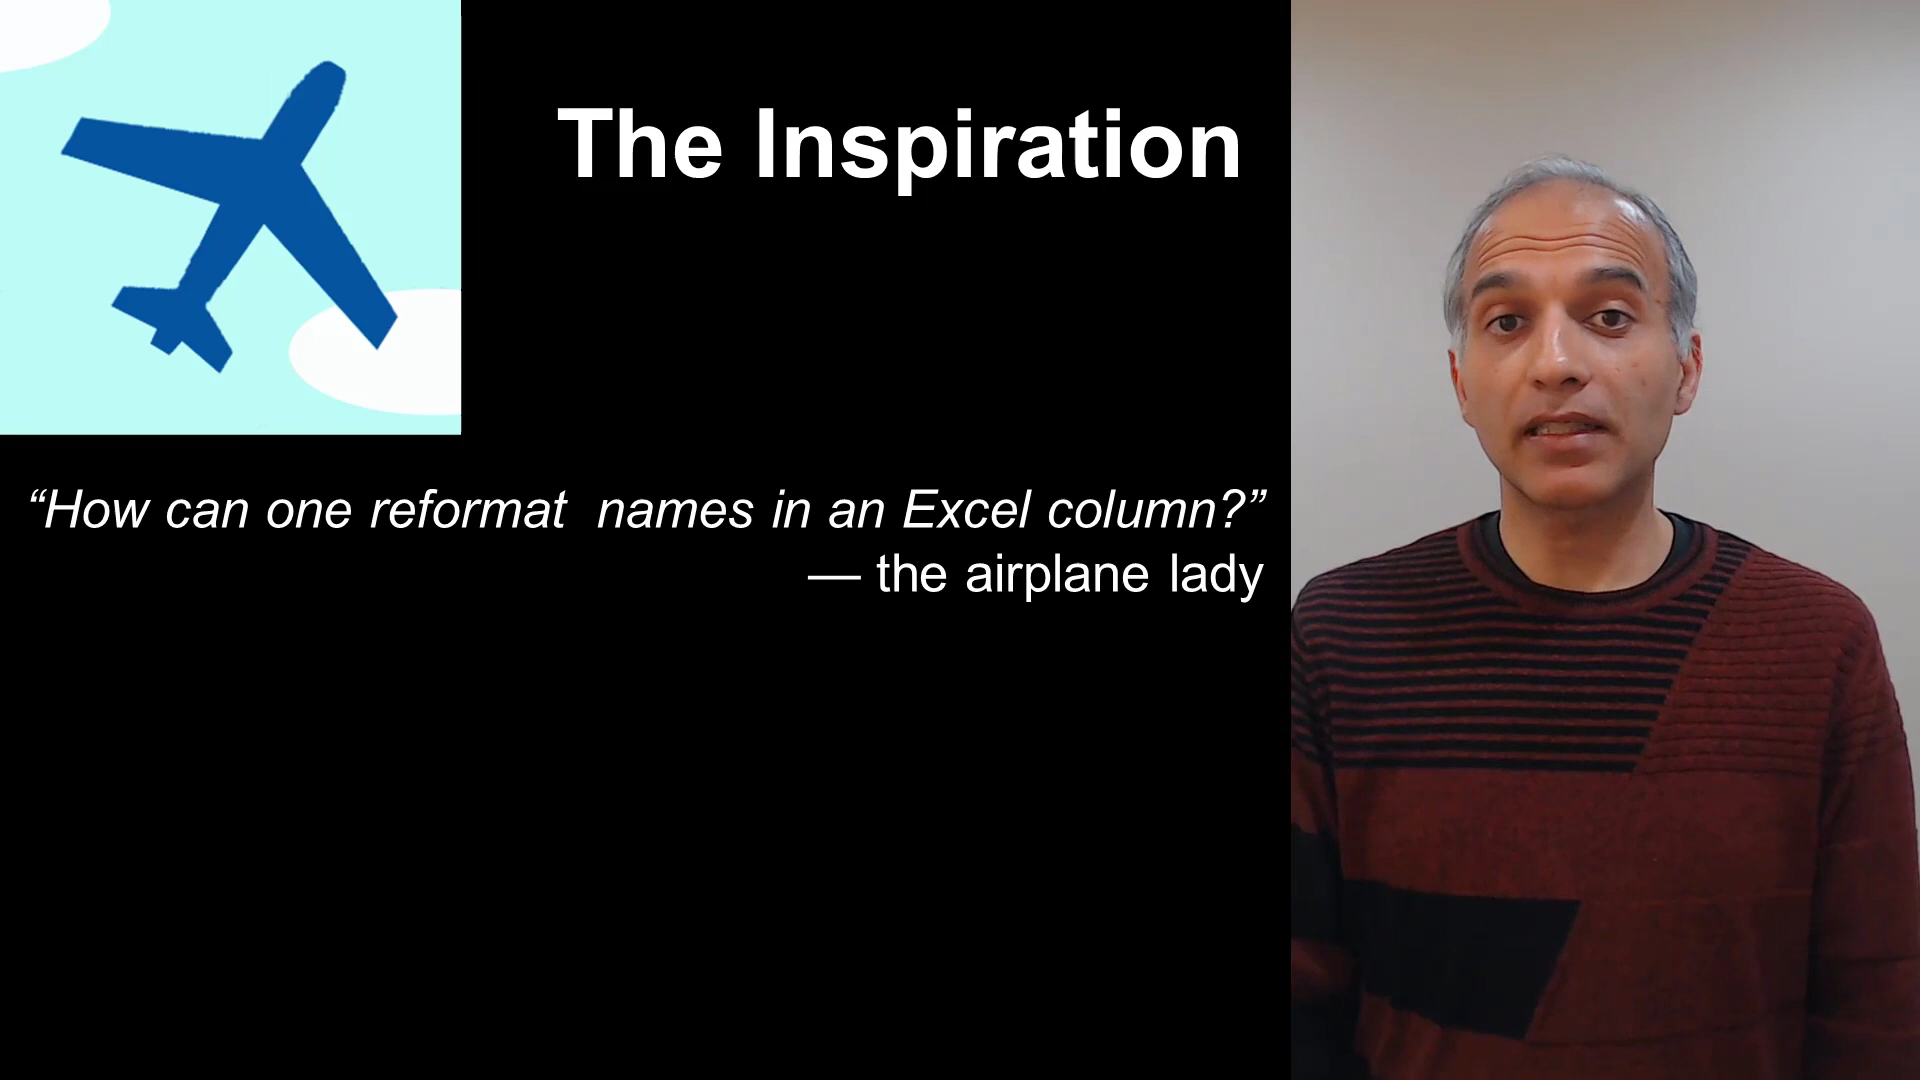 The Inspiration
“How can one reformat  names in an Excel column?”
— the airplane lady